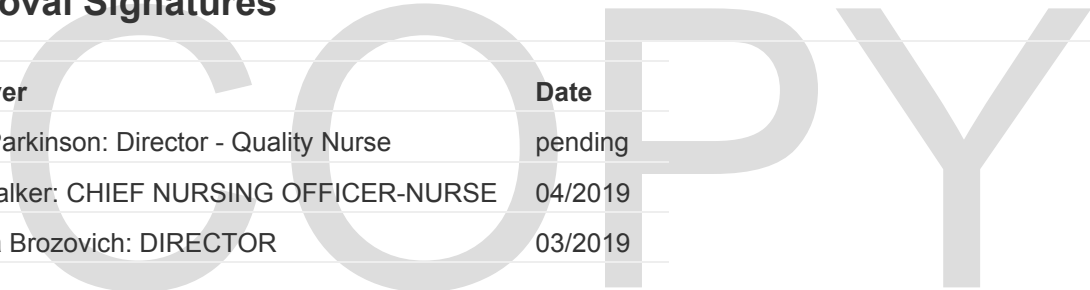 oval Signatures
ver Date
Parkinson: Director - Quality Nurse pending
alker: CHIEF NURSING OFFICER-NURSE 04/2019
a Brozovich: DIRECTOR 03/2019
COPY